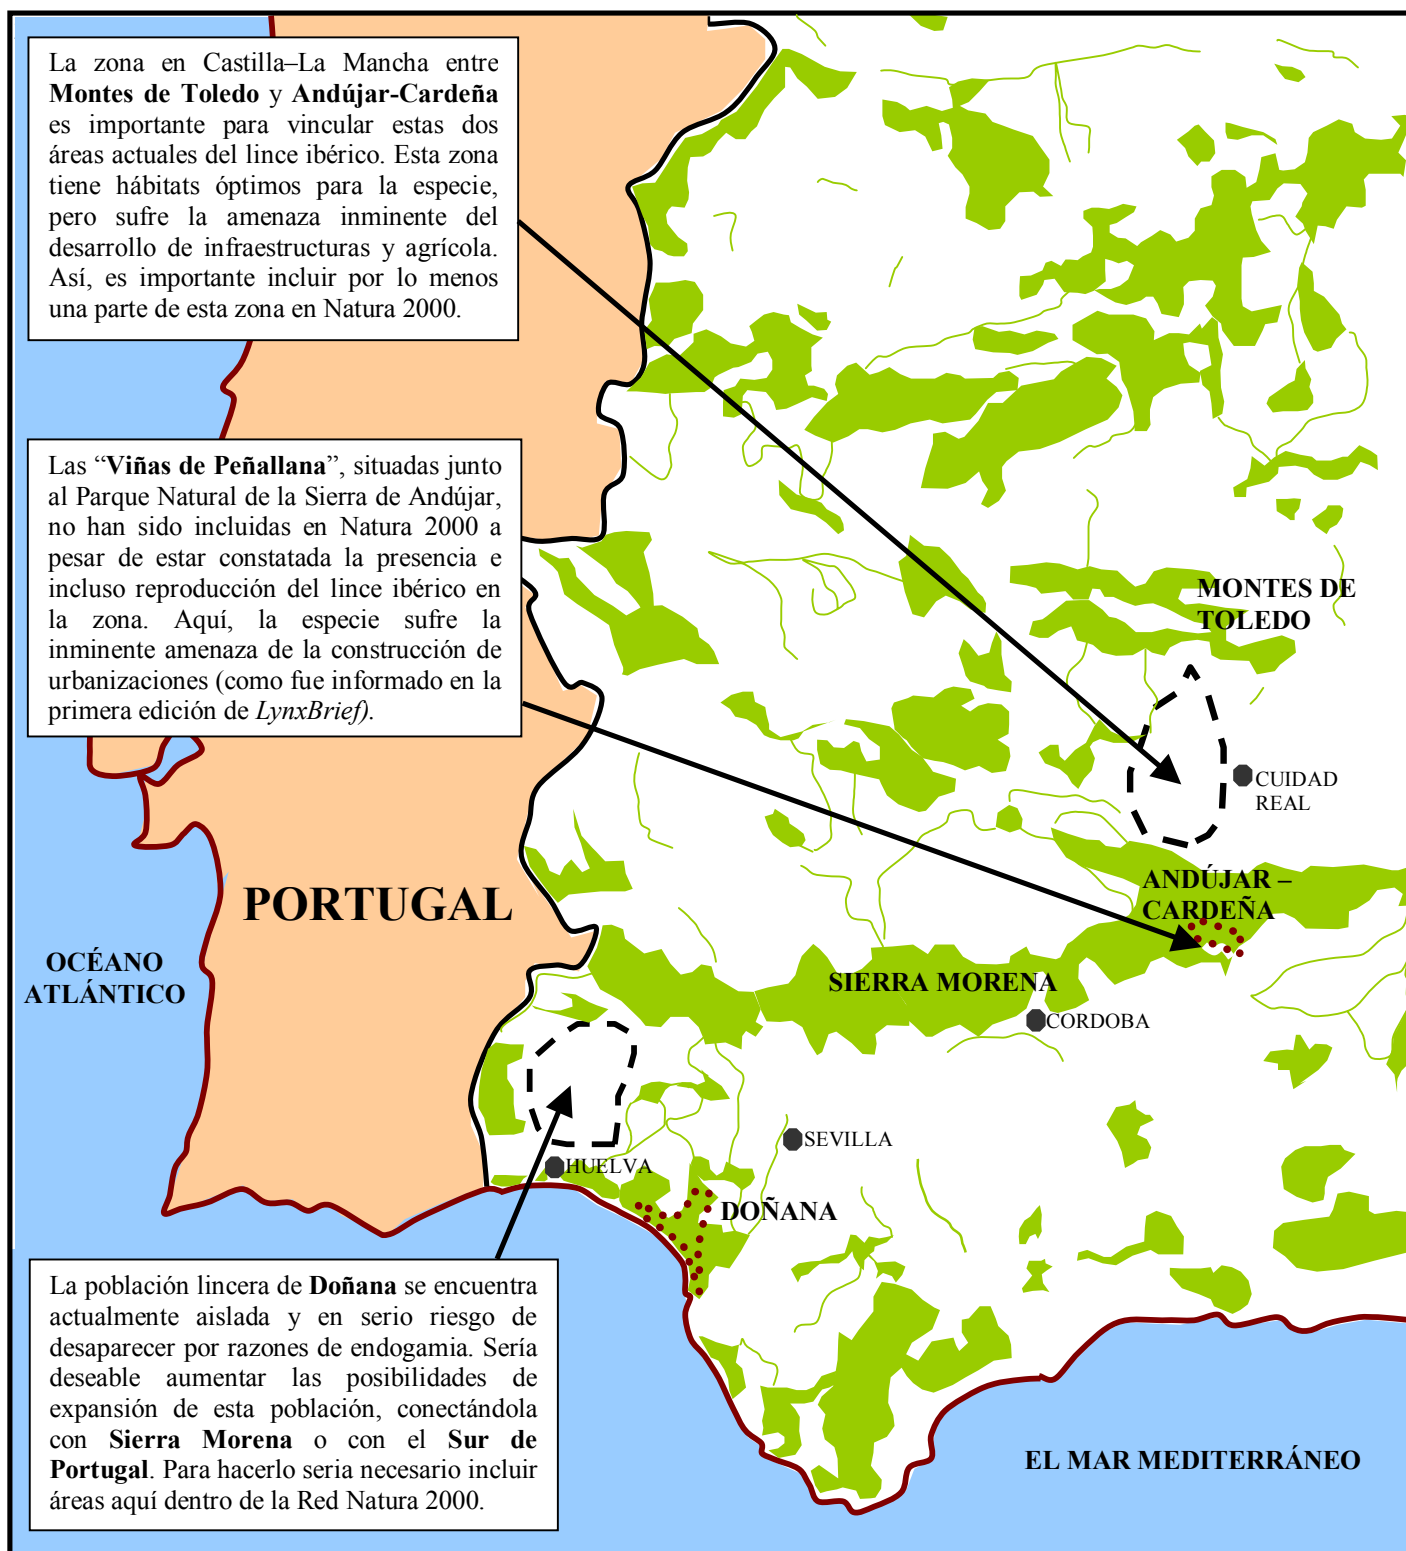 La zona en Castilla–La Mancha entre
Montes de Toledo y Andújar-Cardeña
es importante para vincular estas dos
áreas actuales del lince ibérico. Esta zona
tiene hábitats óptimos para la especie,
pero sufre la amenaza inminente del
desarrollo de infraestructuras y agrícola.
Así, es importante incluir por lo menos
una parte de esta zona en Natura 2000.
Las “Viñas de Peñallana”, situadas junto
al Parque Natural de la Sierra de Andújar,
no han sido incluidas en Natura 2000 a
pesar de estar constatada la presencia e
incluso reproducción del lince ibérico en
la zona. Aquí, la especie sufre la
inminente amenaza de la construcción de
urbanizaciones (como fue informado en la
primera edición de LynxBrief).
MONTES DE
TOLEDO
CUIDAD
REAL
ANDÚJAR –
CARDEÑA
PORTUGAL
OCÉANO
ATLÁNTICO
SIERRA MORENA
CORDOBA
SEVILLA
HUELVA
DOÑANA
La población lincera de Doñana se encuentra
actualmente aislada y en serio riesgo de
desaparecer por razones de endogamia. Sería
deseable aumentar las posibilidades de
expansión de esta población, conectándola
con Sierra Morena o con el Sur de
Portugal. Para hacerlo seria necesario incluir
áreas aquí dentro de la Red Natura 2000.
EL MAR MEDITERRÁNEO